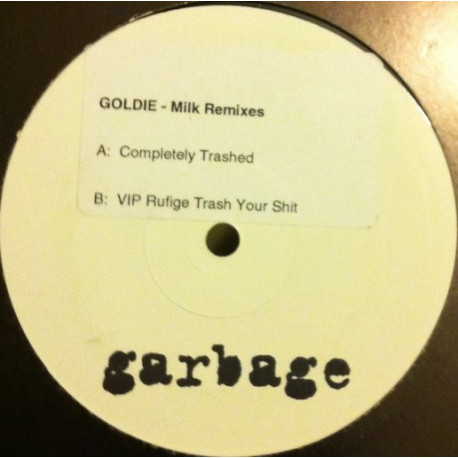 GOLDIE - Milk Remixes
A: Completely Trashed
B: VIP Rufige Trash Your Shit
garbage